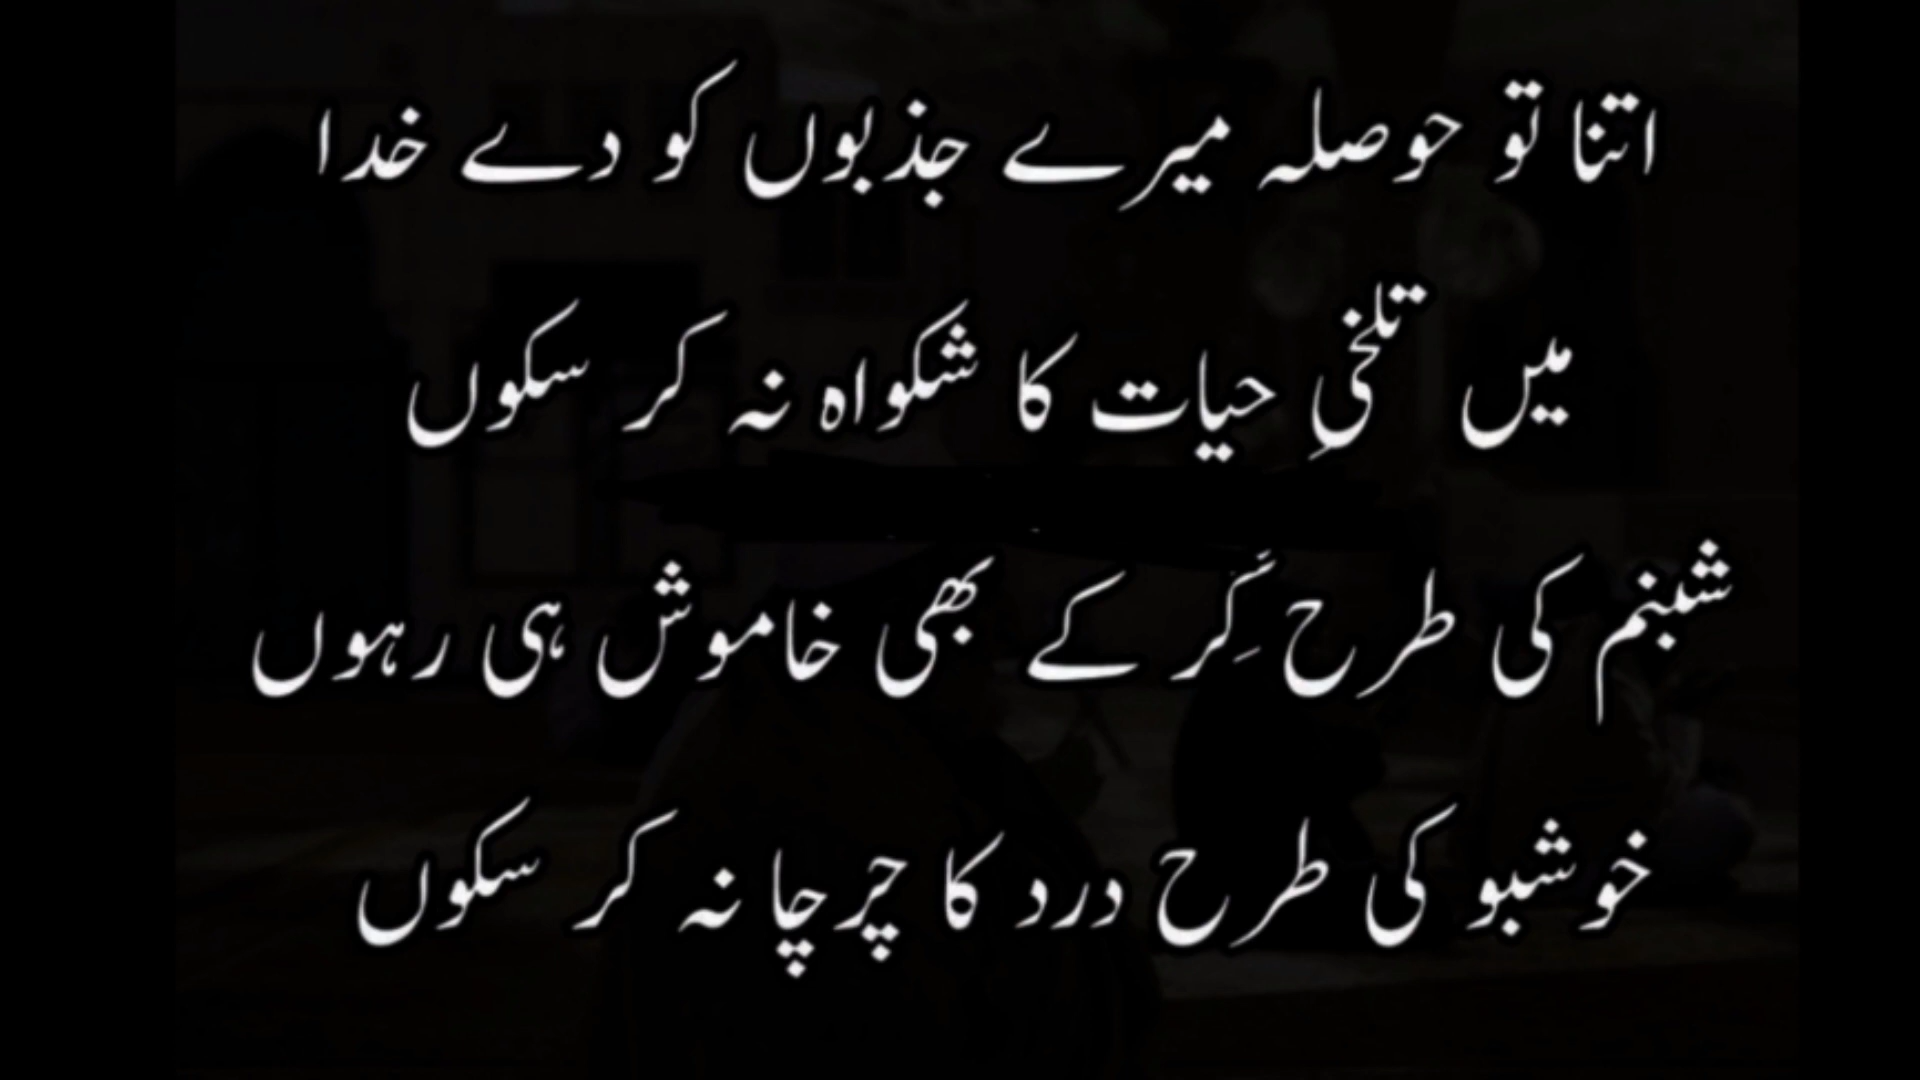 اتنا تو حوصلہ میرے جذبوں کو دے خدا
میں تلخیِ حیات کا شکواہ نہ کر سکوں
شبنم کی طرح گِر کے بھی خاموش ہی رہوں
خوشبو کی طرح درد کا چرچا نہ کر سکوں